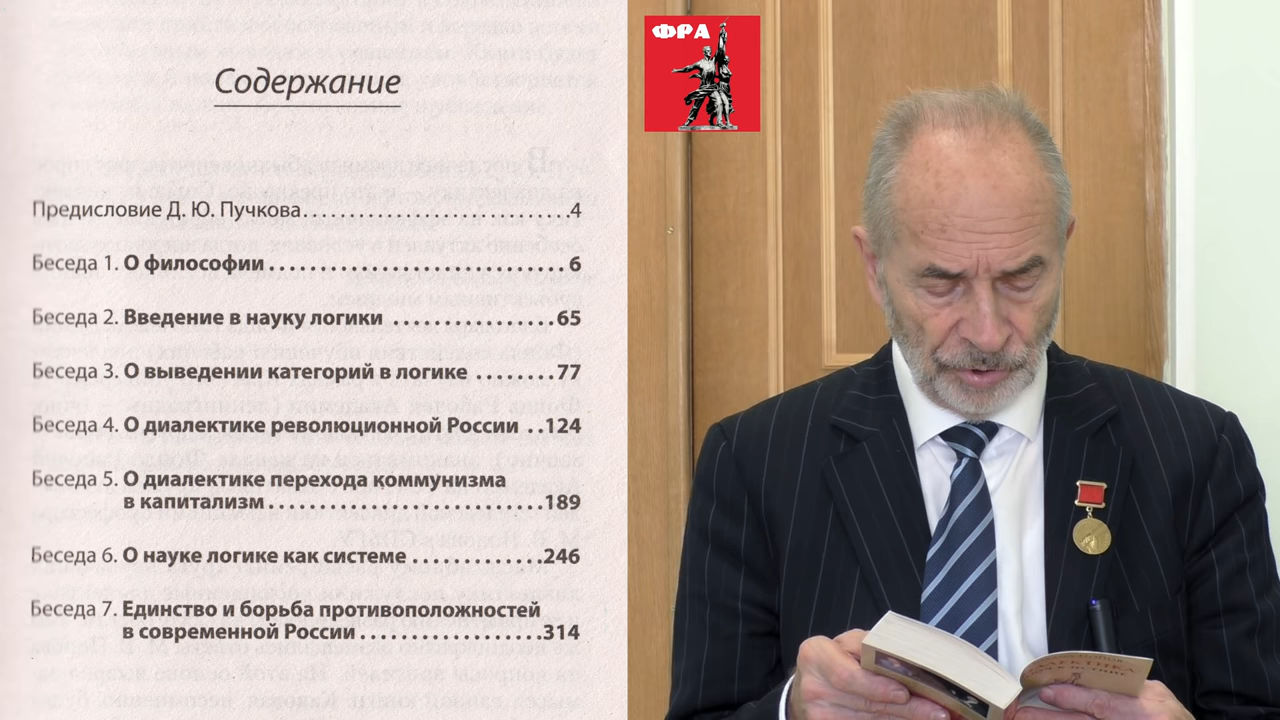 Содержание
Предисловие Д. Ю. Пучкова..............................4
Беседа 1. О философии..............................6
Беседа 2. Введение в науку логики ..................65
Беседа 3. О выведении категорий в логике ........77
Беседа 4. О диалектике революционной России ..124
Беседа 5. О диалектике перехода коммунизма
в капитализм..............................189
Беседа 6. О науке логике как системе ..............246
Беседа 7. Единство и борьба противоположностей
в современной России....................314
ФРА